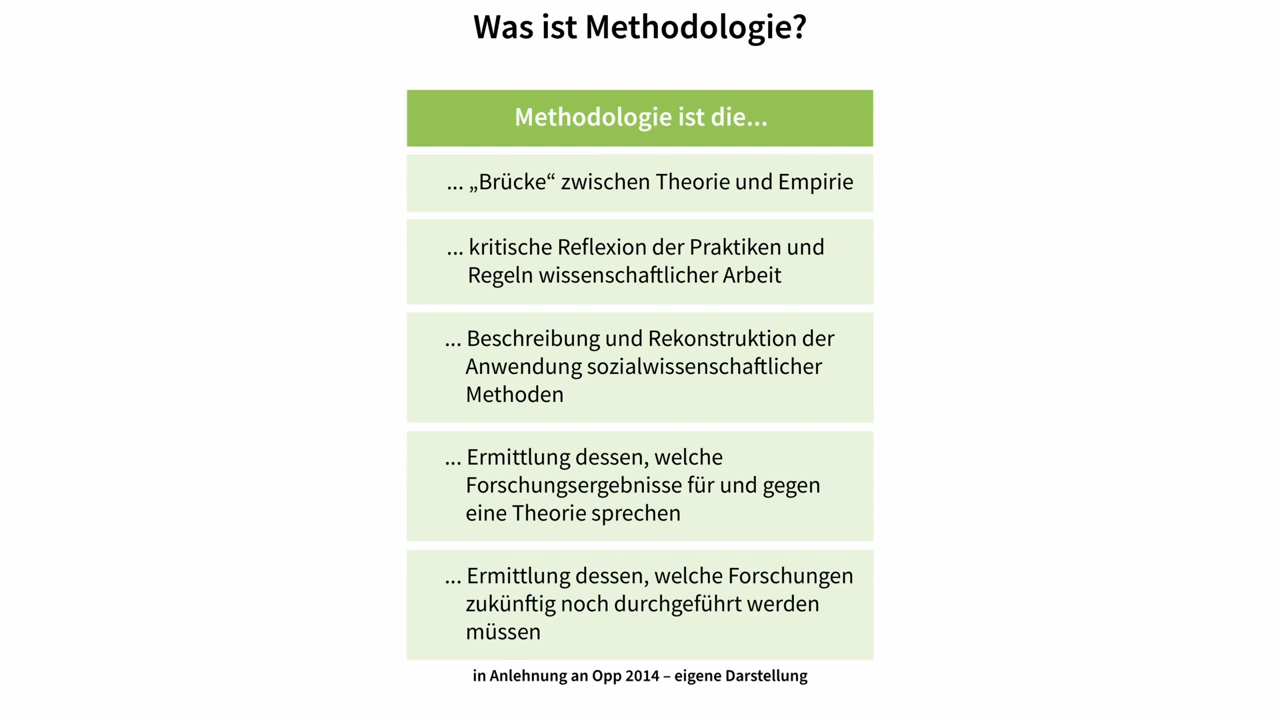 Was ist Methodologie?
Methodologie ist die...
... „Brücke“ zwischen Theorie und Empirie
... kritische Reflexion der Praktiken und
Regeln wissenschaftlicher Arbeit
... Beschreibung und Rekonstruktion der
Anwendung sozialwissenschaftlicher
Methoden
... Ermittlung dessen, welche
Forschungsergebnisse für und gegen
eine Theorie sprechen
... Ermittlung dessen, welche Forschungen
zukünftig noch durchgeführt werden
müssen
in Anlehnung an Opp 2014 – eigene Darstellung